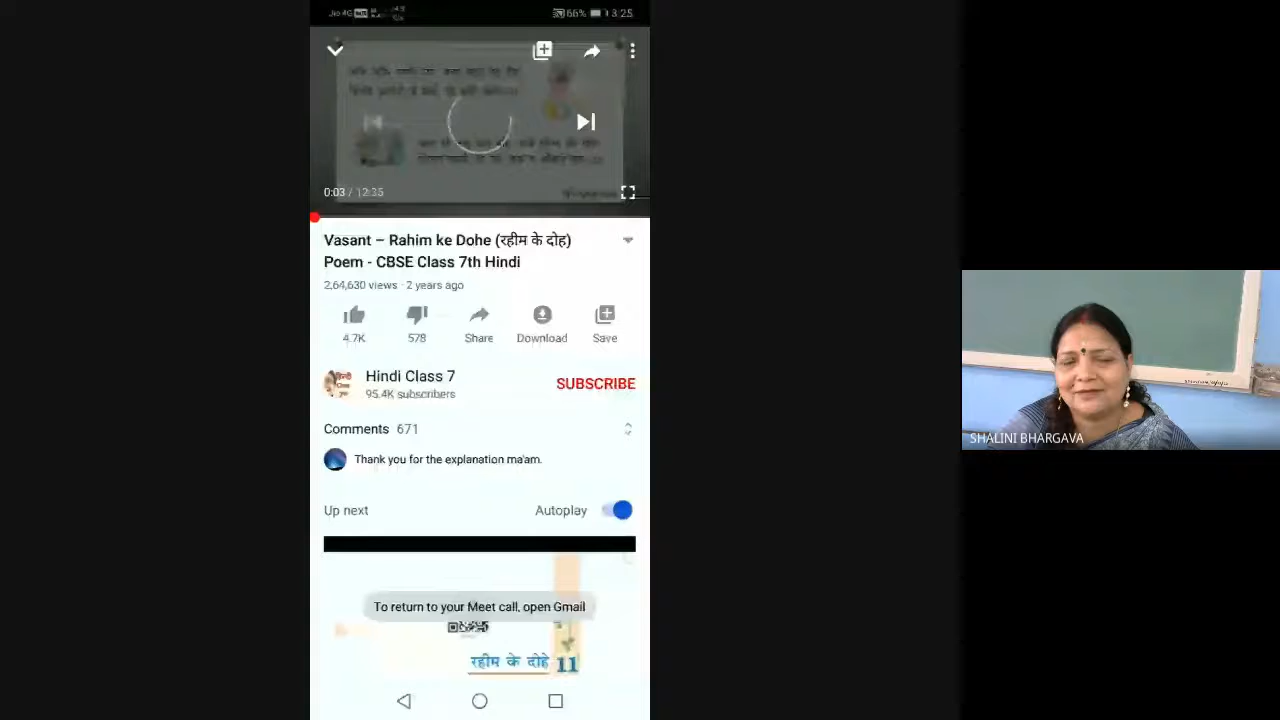 66% 13:25
0:03 / 12:35
Vasant – Rahim ke Dohe (रहीम के दोह)
Poem - CBSE Class 7th Hindi
2,64,630 views · 2 years ago
4.7K 578 Share Download Save
Hindi Class 7
95.4K subscribers
SUBSCRIBE
Comments 671
Thank you for the explanation ma'am.
Up next Autoplay
To return to your Meet call, open Gmail
रहीम के दोहे 11
SHALINI BHARGAVA